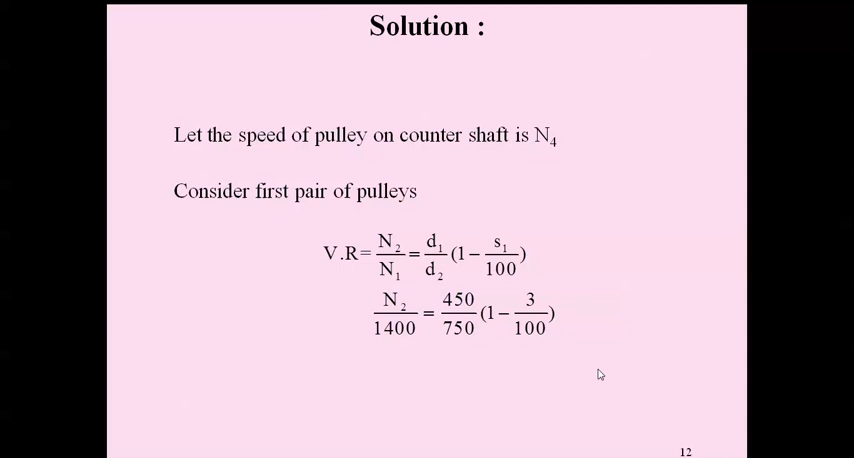 Solution :
Let the speed of pulley on counter shaft is N₄
Consider first pair of pulleys
V.R= N₂/N₁ = d₁/d₂ (1 − s₁/100)
N₂/1400 = 450/750 (1 − 3/100)
12